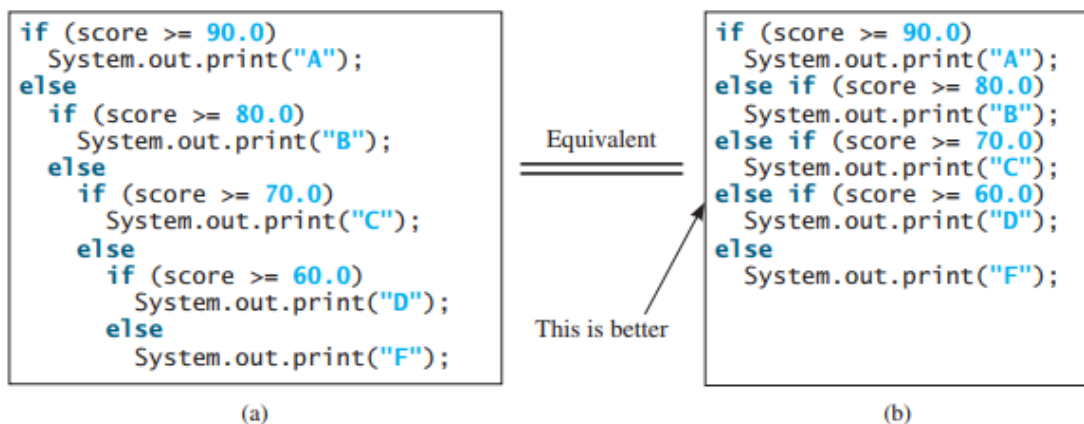 if (score >= 90.0)
  System.out.print("A");
else
  if (score >= 80.0)
    System.out.print("B");
  else
    if (score >= 70.0)
      System.out.print("C");
    else
      if (score >= 60.0)
        System.out.print("D");
      else
        System.out.print("F");
(a)
Equivalent
This is better
if (score >= 90.0)
  System.out.print("A");
else if (score >= 80.0)
  System.out.print("B");
else if (score >= 70.0)
  System.out.print("C");
else if (score >= 60.0)
  System.out.print("D");
else
  System.out.print("F");
(b)